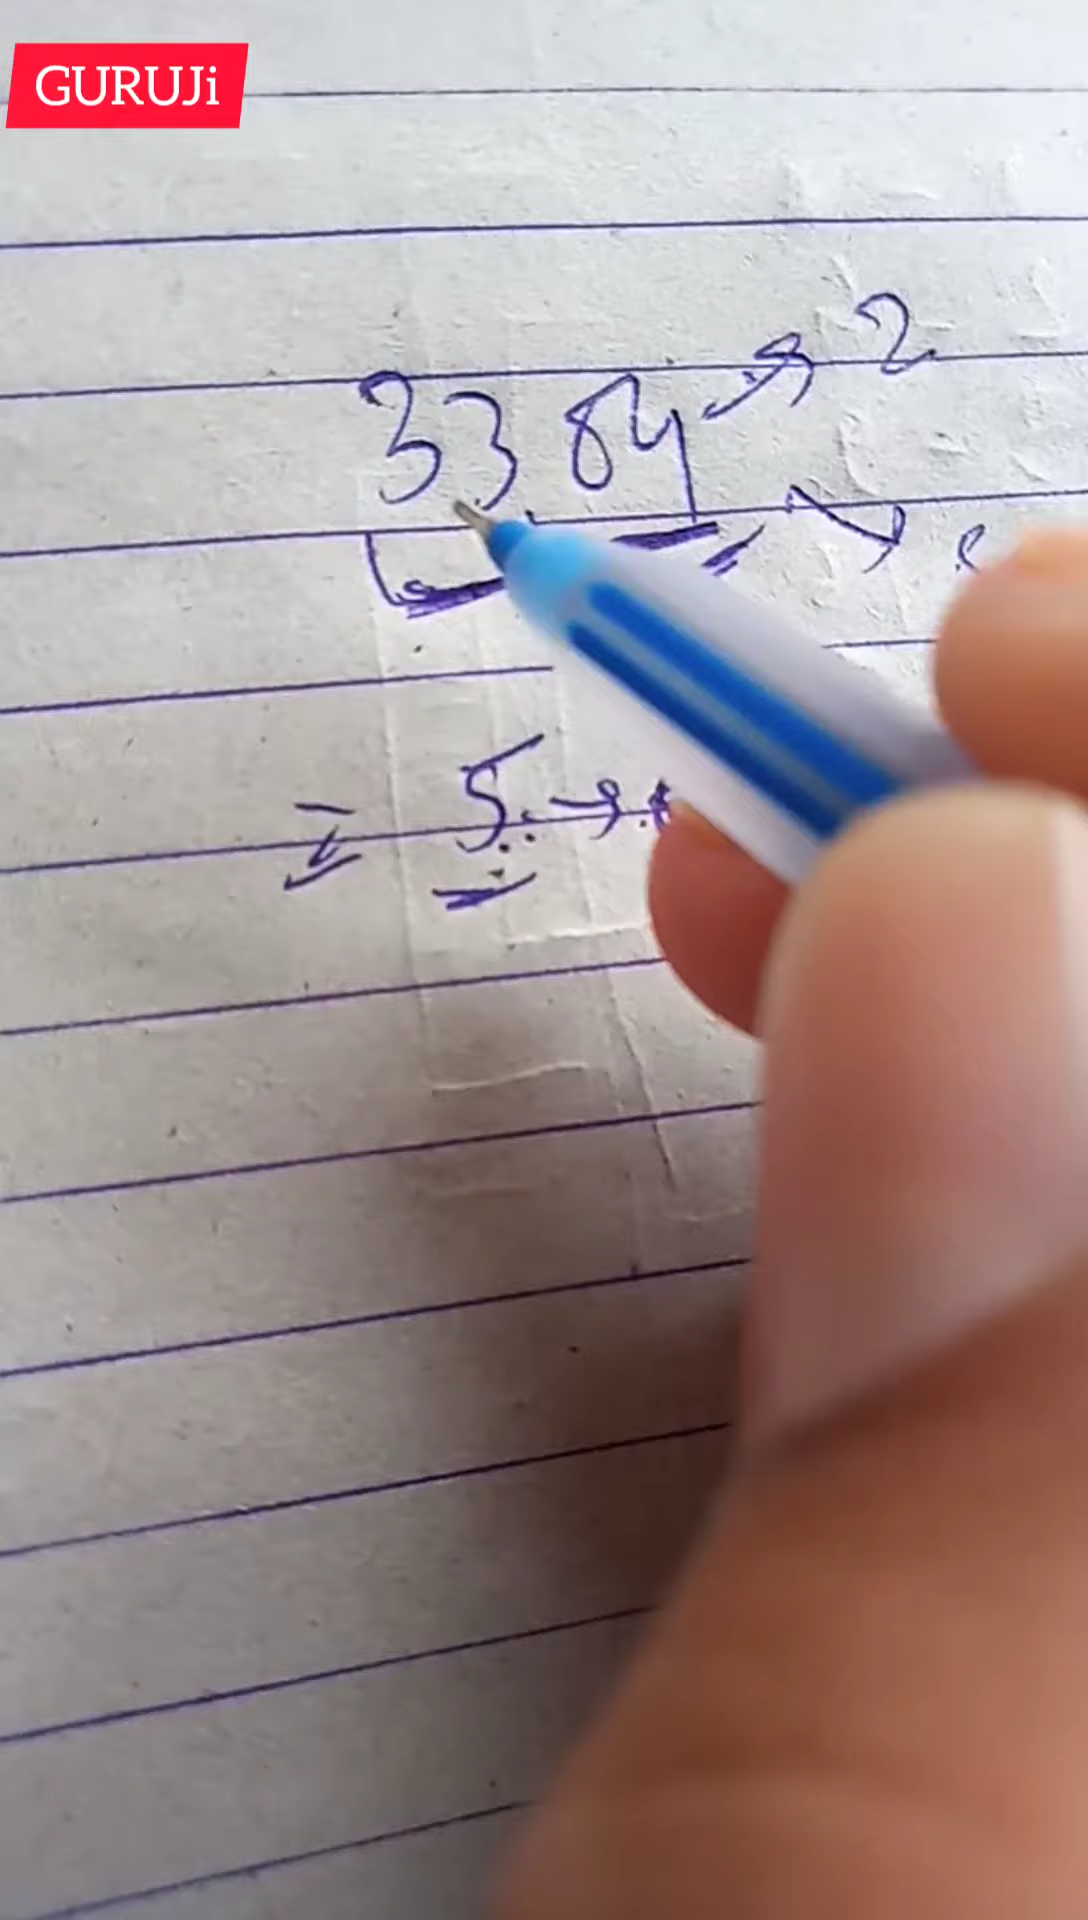 GURUJi
3384 → 2
= 5 →